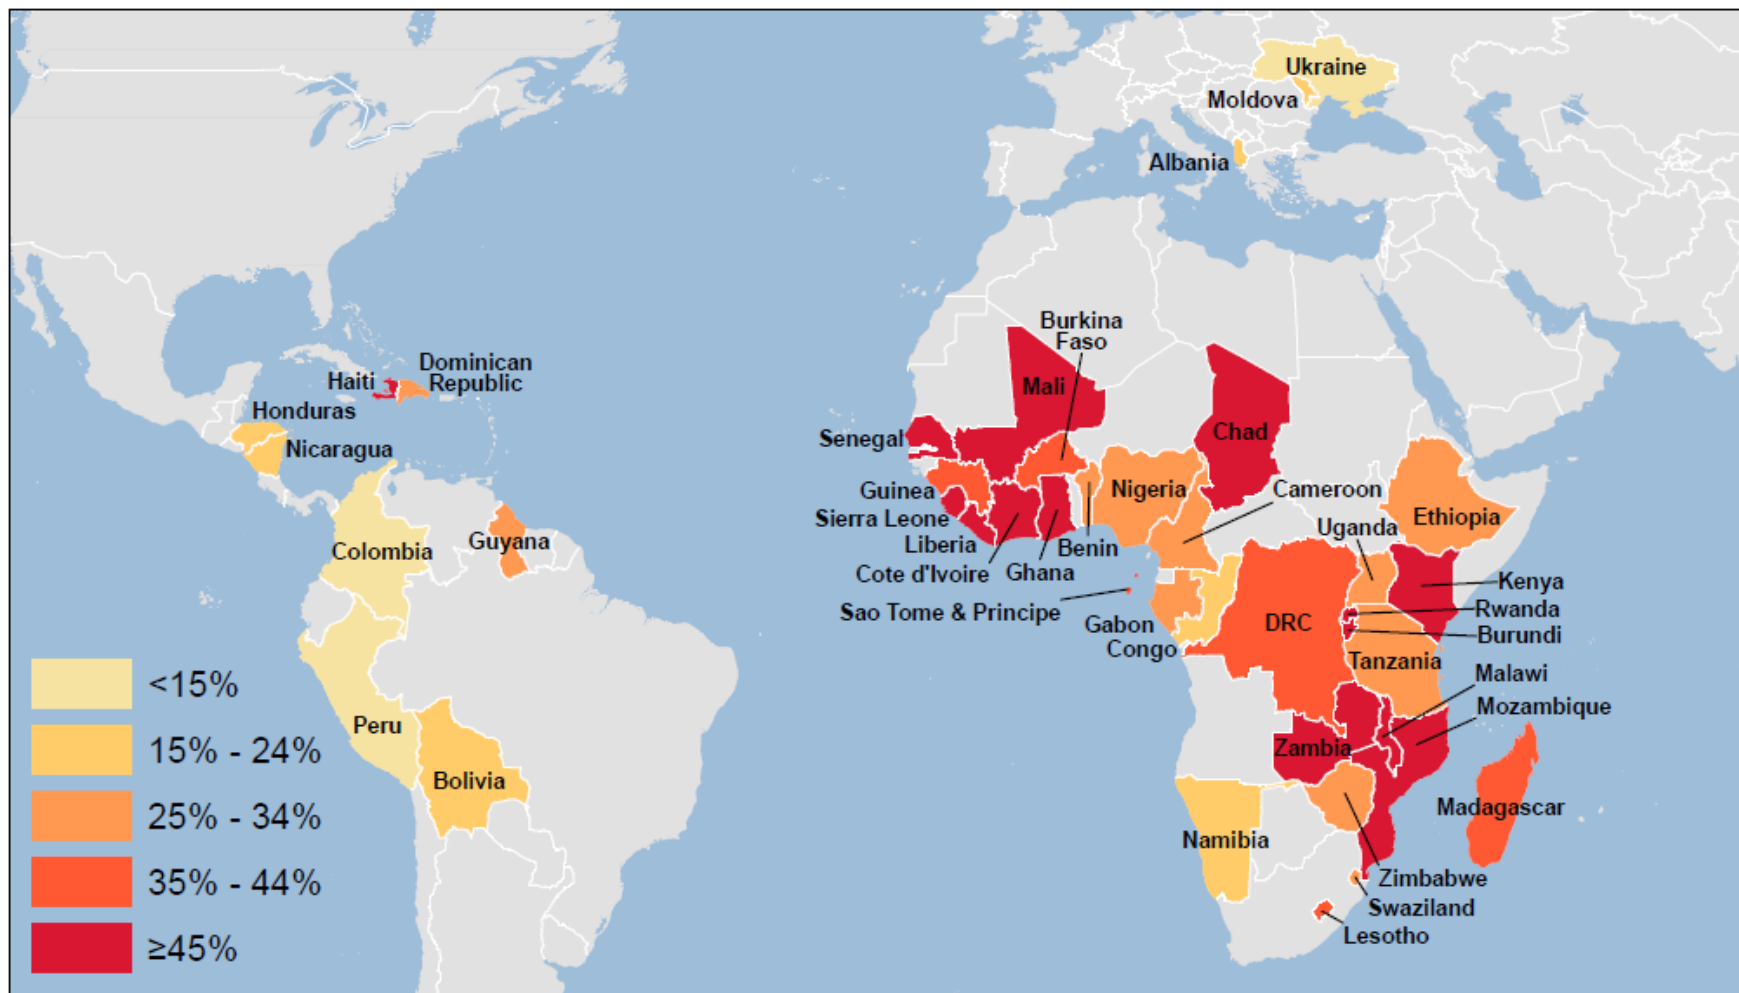 Ukraine
Moldova
Albania
Burkina
Faso
Dominican
Republic
Haiti
Mali
Honduras
Chad
Senegal
Nicaragua
Nigeria
Cameroon
Guinea
Sierra Leone
Uganda
Ethiopia
Liberia
Benin
Guyana
Colombia
Cote d'Ivoire
Ghana
Kenya
Sao Tome & Principe
Rwanda
Gabon
DRC
Burundi
Congo
Tanzania
Malawi
<15%
Mozambique
Peru
Zambia
15% - 24%
Bolivia
Madagascar
25% - 34%
Namibia
Zimbabwe
35% - 44%
Swaziland
Lesotho
≥45%